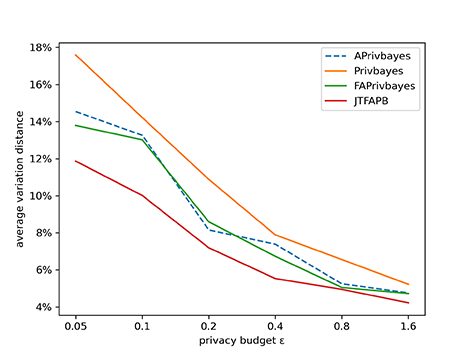 18%
16%
14%
12%
10%
8%
6%
4%
average variation distance
APrivbayes
Privbayes
FAPrivbayes
JTFAPB
0.05 0.1 0.2 0.4 0.8 1.6
privacy budget ε